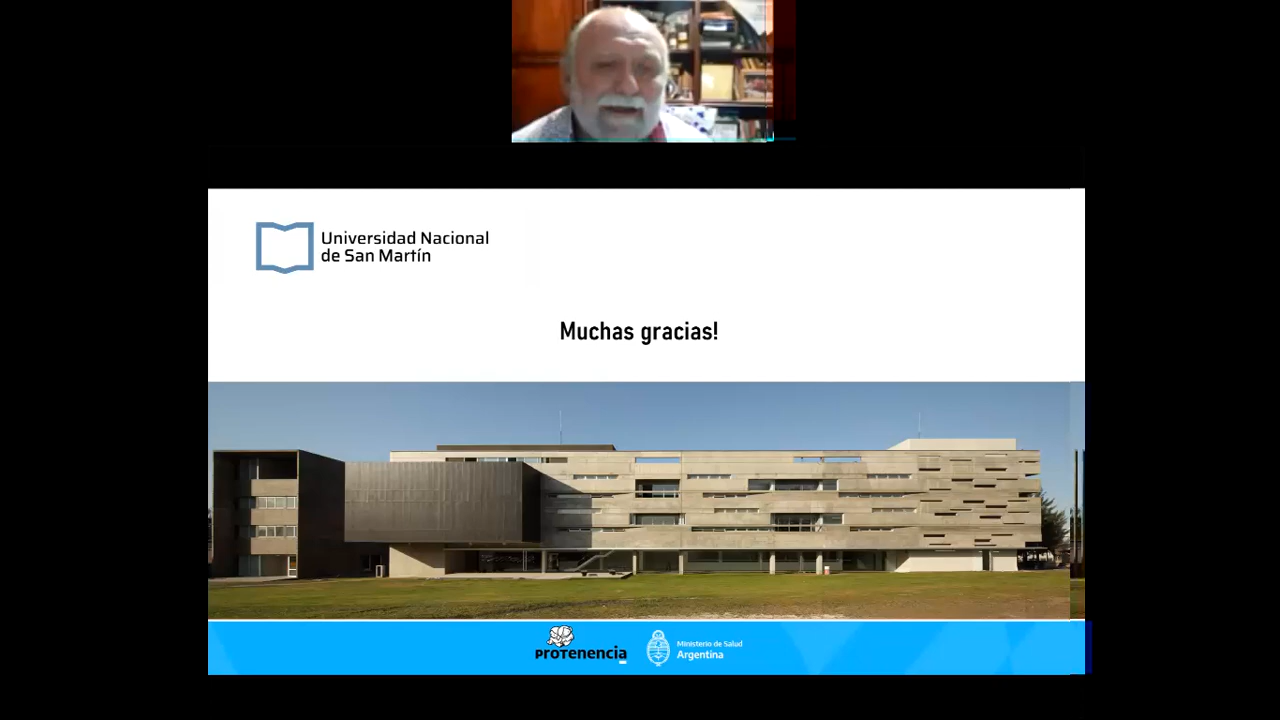 Universidad Nacional
de San Martín
Muchas gracias!
PROTenencia
Ministerio de Salud
Argentina